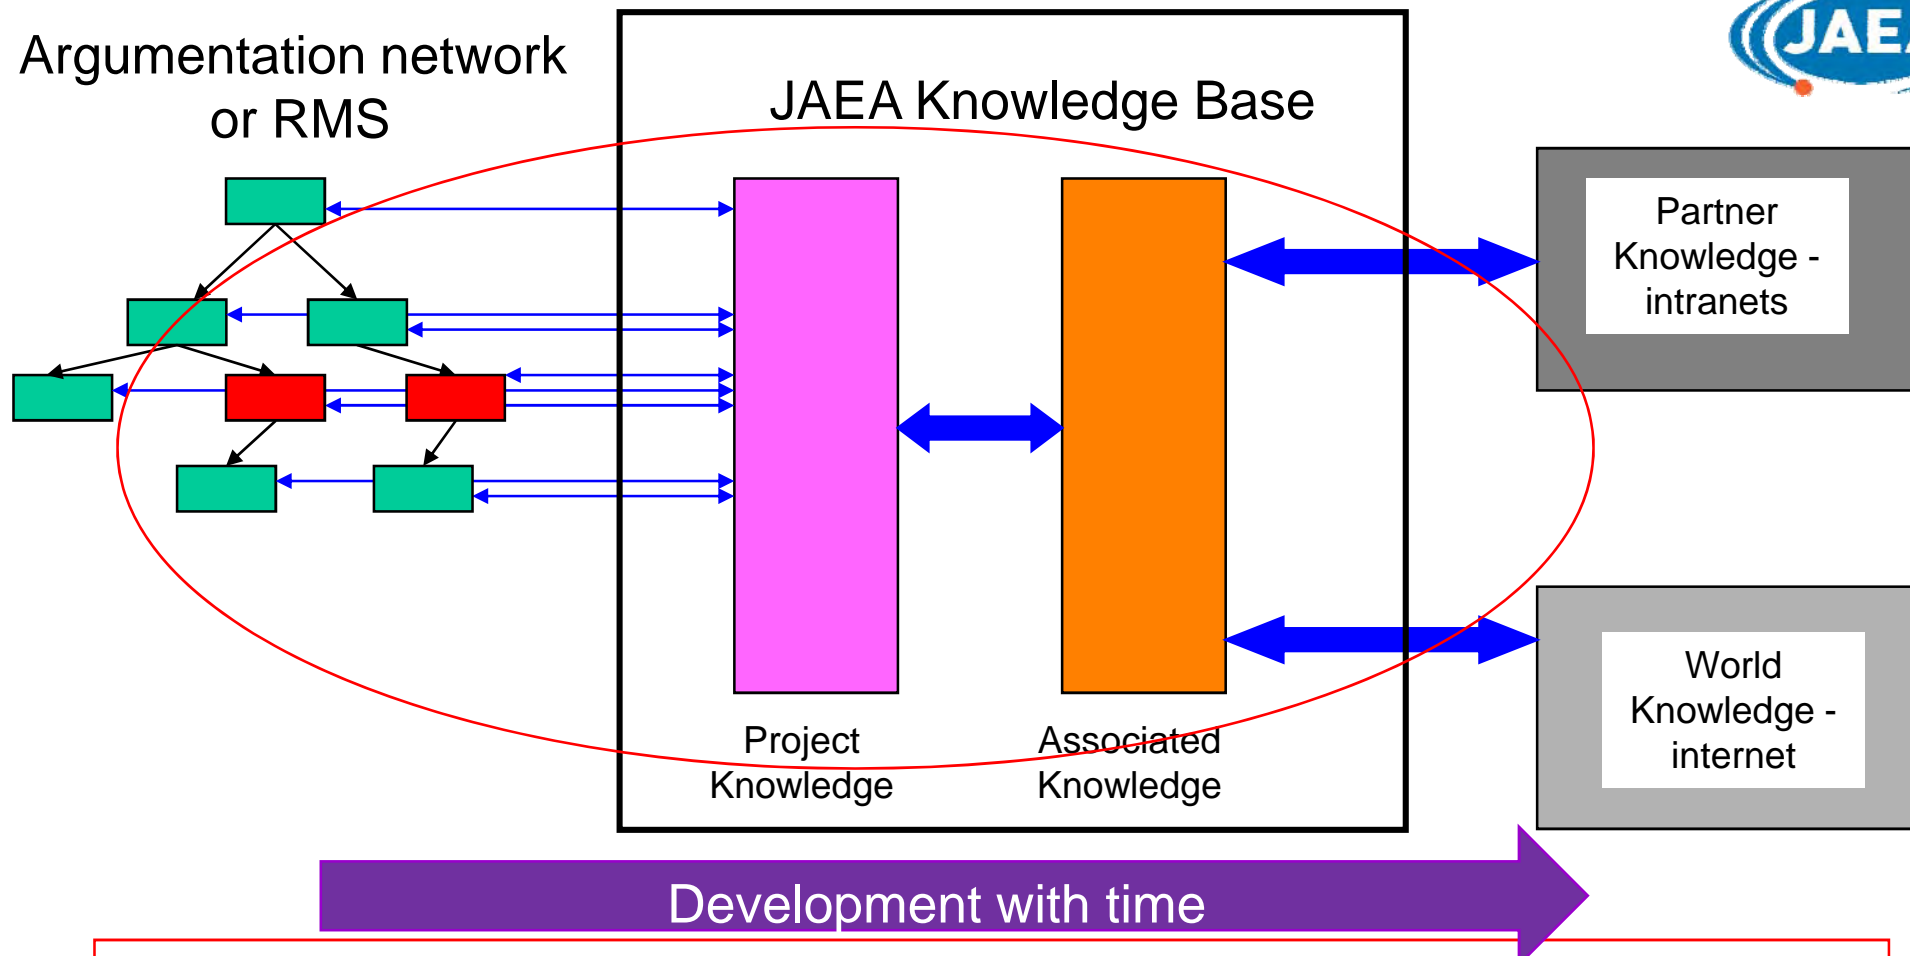 Argumentation network
or RMS
JAEA Knowledge Base
JAEA
Partner
Knowledge -
intranets
World
Knowledge -
internet
Project
Knowledge
Associated
Knowledge
Development with time